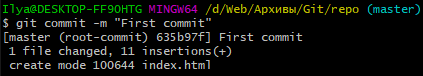 Ilya@DESKTOP-FF9OHTG MINGW64 /d/Web/Архивы/Git/repo (master)
$ git commit -m "First commit"
[master (root-commit) 635b97f] First commit
 1 file changed, 11 insertions(+)
 create mode 100644 index.html